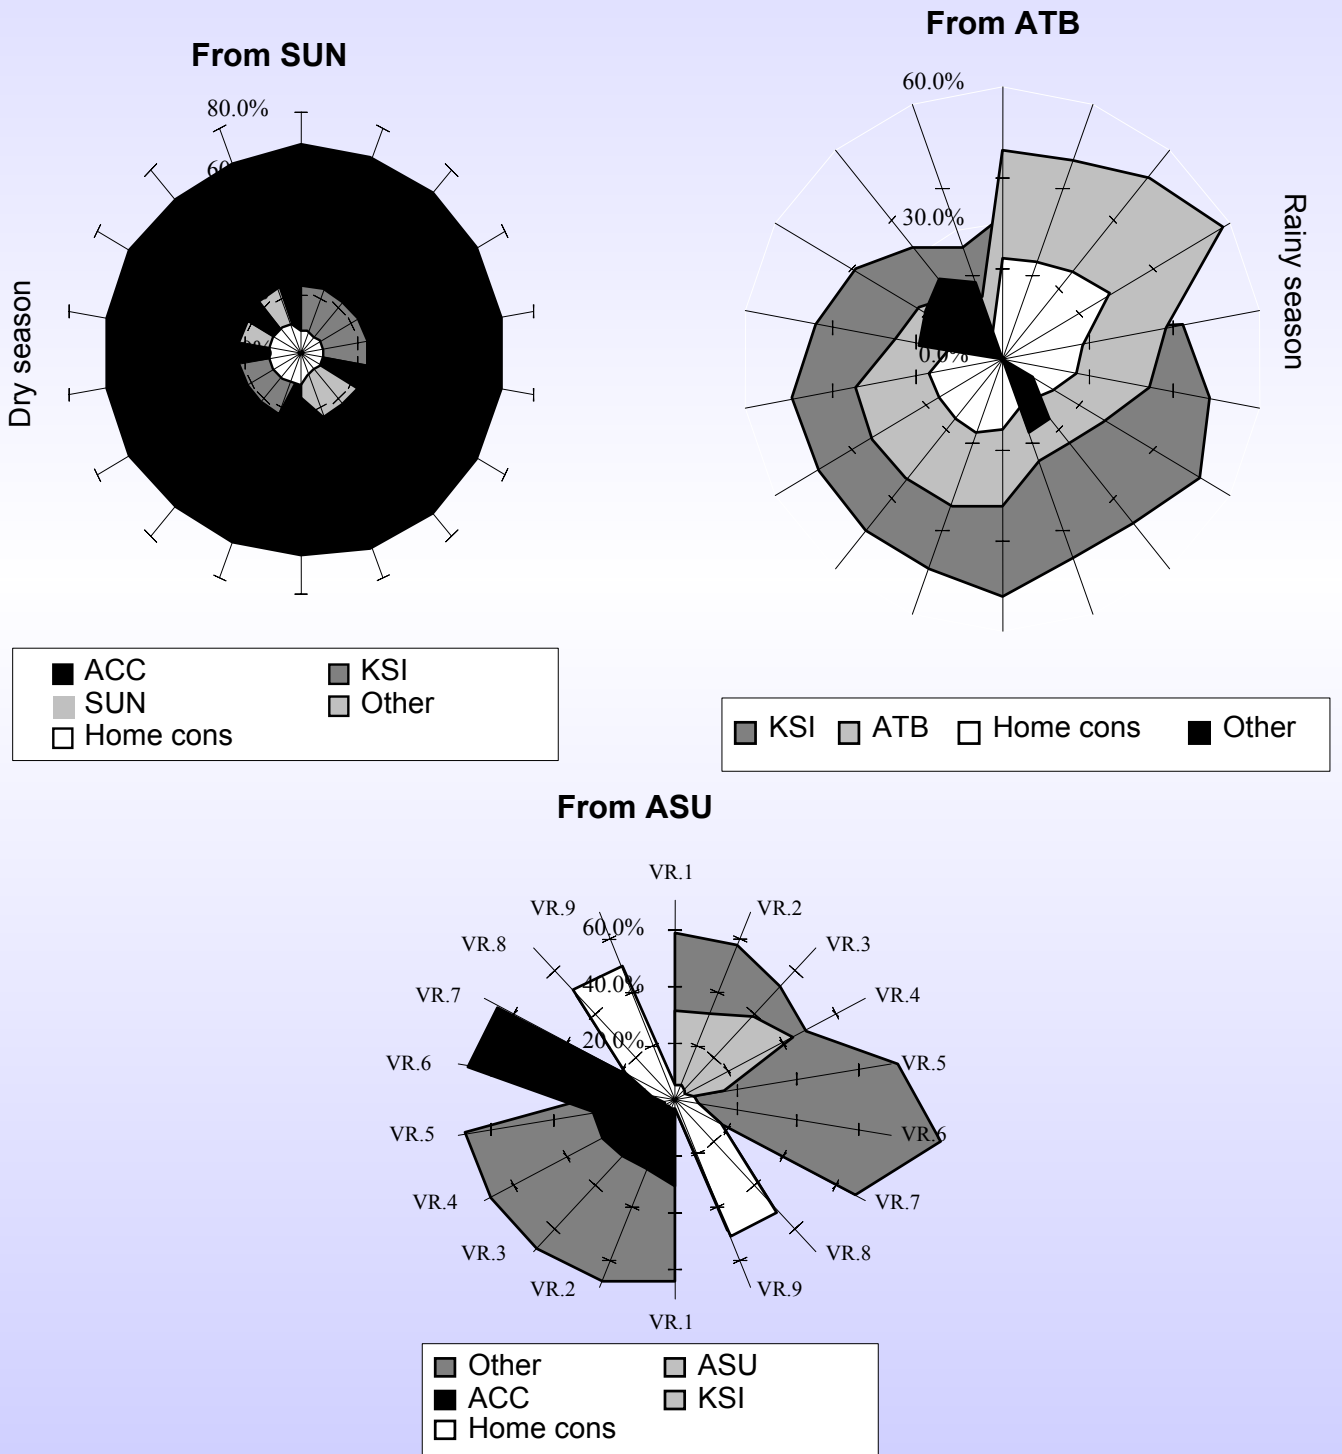 From SUN
From ATB
80.0%
60
0%
Dry season
60.0%
30.0%
0.0%
Rainy season
ACC
KSI
SUN
Other
Home cons
KSI
ATB
Home cons
Other
From ASU
VR.1
VR.2
VR.3
VR.4
VR.5
VR.6
VR.7
VR.8
VR.9
VR.1
VR.2
VR.3
VR.4
VR.5
VR.6
VR.7
VR.8
VR.9
60.0%
40.0%
20.0%
Other
ASU
ACC
KSI
Home cons